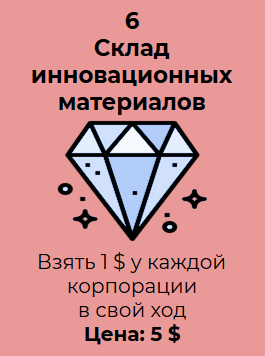 6
Склад
инновационных
материалов
Взять 1 $ у каждой
корпорации
в свой ход
Цена: 5 $